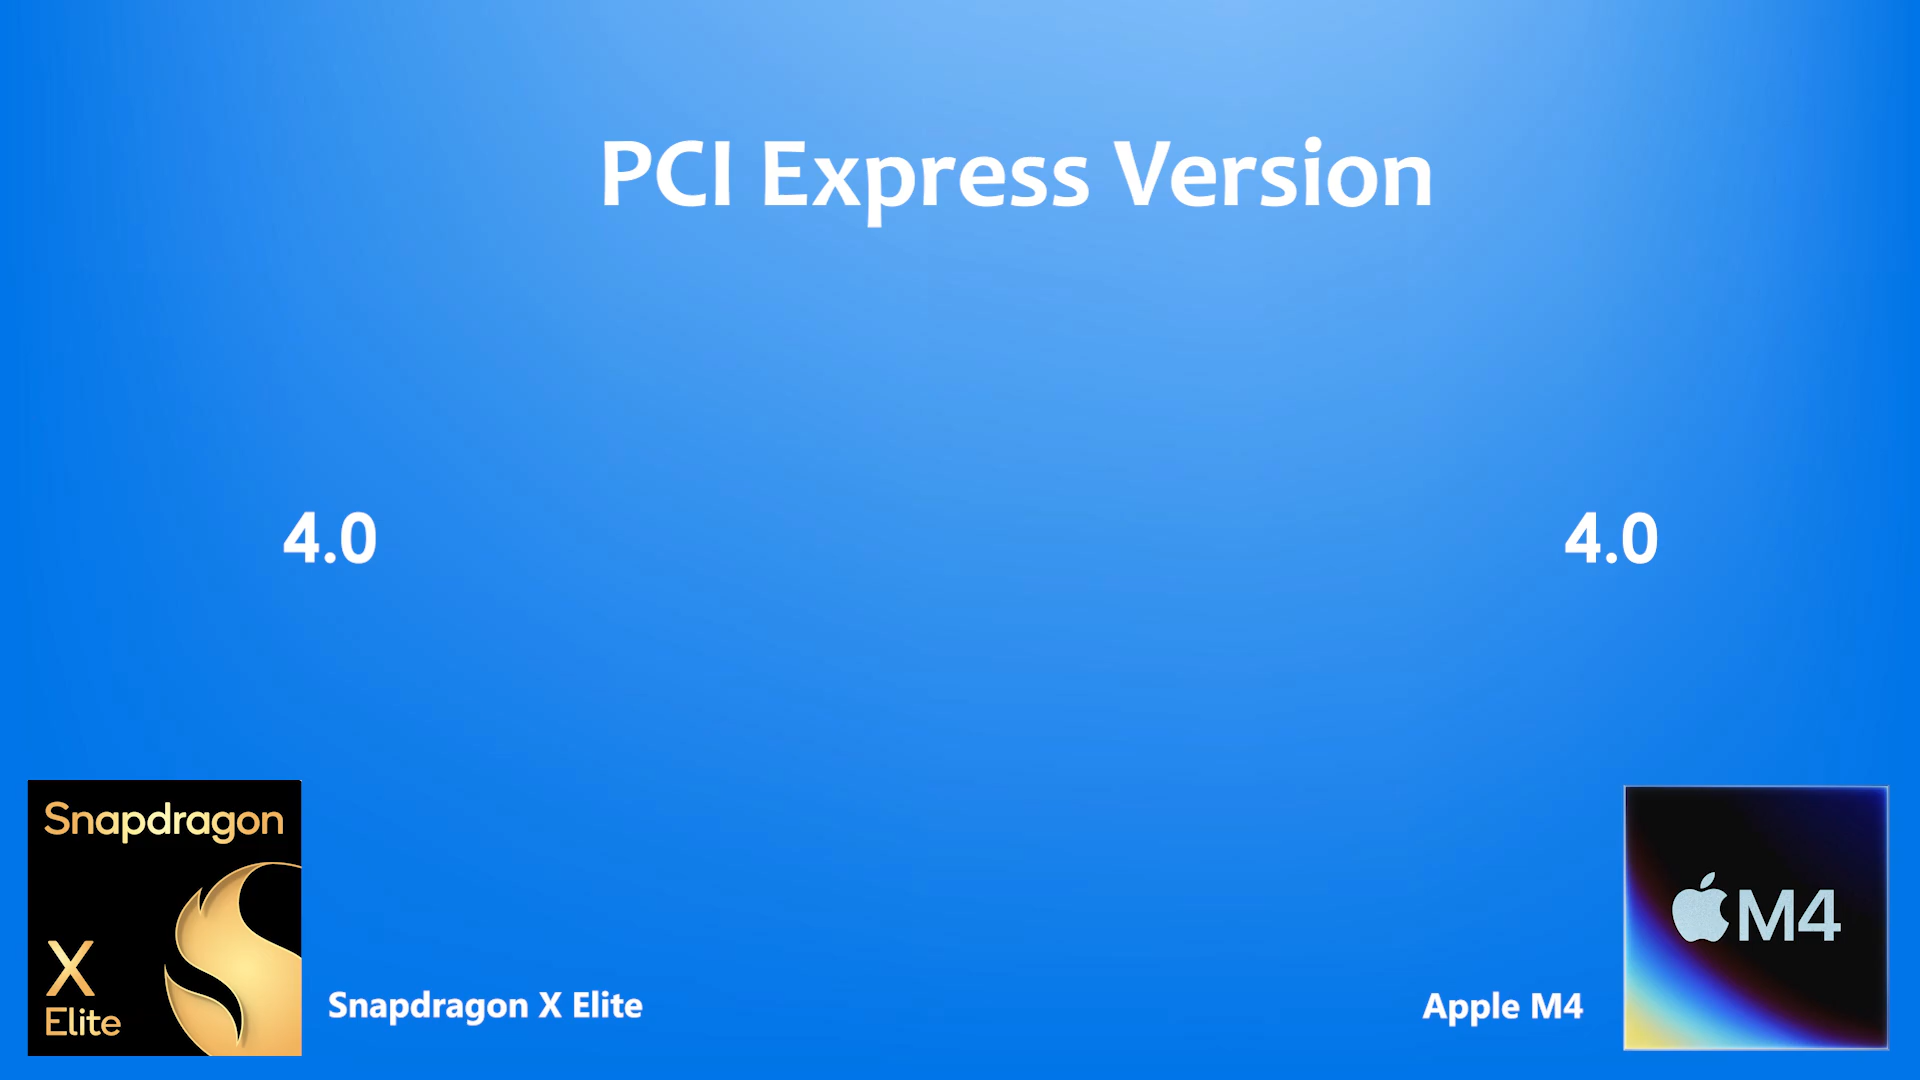 PCI Express Version
4.0
4.0
Snapdragon
X
Elite
Snapdragon X Elite
Apple M4
M4